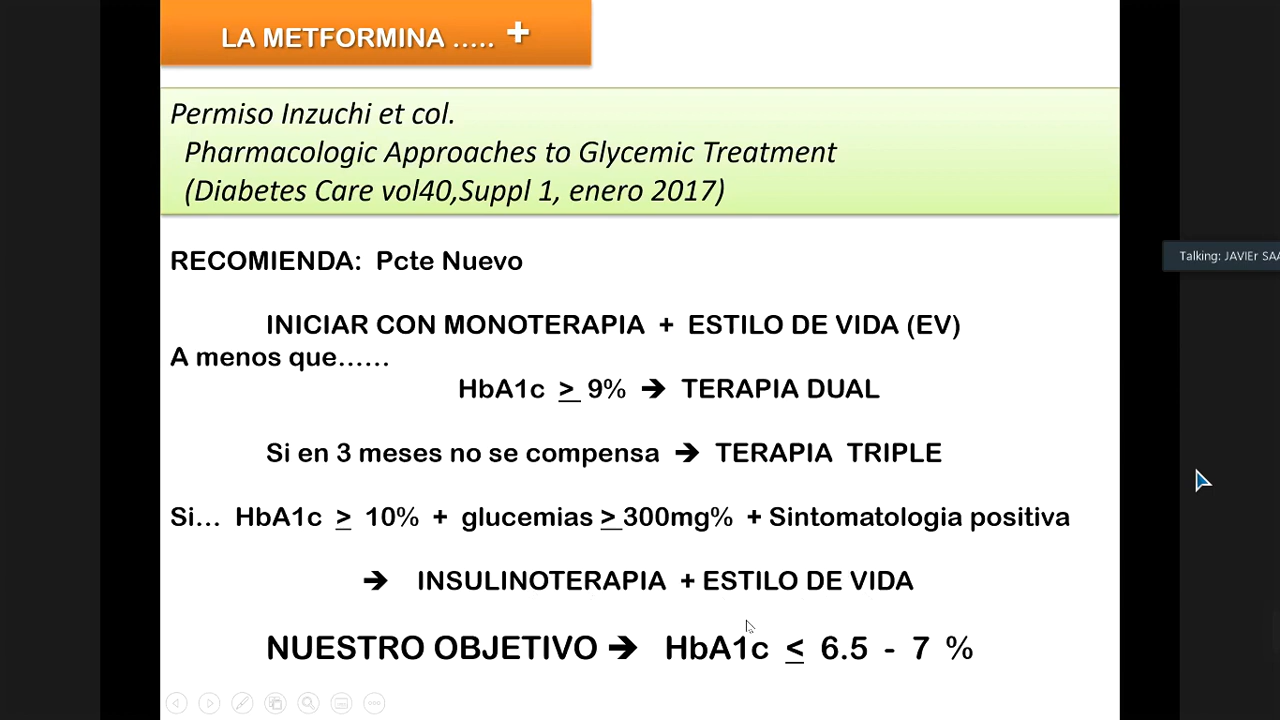 LA METFORMINA ..... +
Permiso Inzuchi et col.
Pharmacologic Approaches to Glycemic Treatment
(Diabetes Care vol40,Suppl 1, enero 2017)
RECOMIENDA: Pcte Nuevo
INICIAR CON MONOTERAPIA + ESTILO DE VIDA (EV)
A menos que......
HbA1c ≥ 9% ➔ TERAPIA DUAL
Si en 3 meses no se compensa ➔ TERAPIA TRIPLE
Si... HbA1c ≥ 10% + glucemias ≥ 300mg% + Sintomatologia positiva
➔ INSULINOTERAPIA + ESTILO DE VIDA
NUESTRO OBJETIVO ➔ HbA1c ≤ 6.5 - 7 %
Talking: JAVIEr